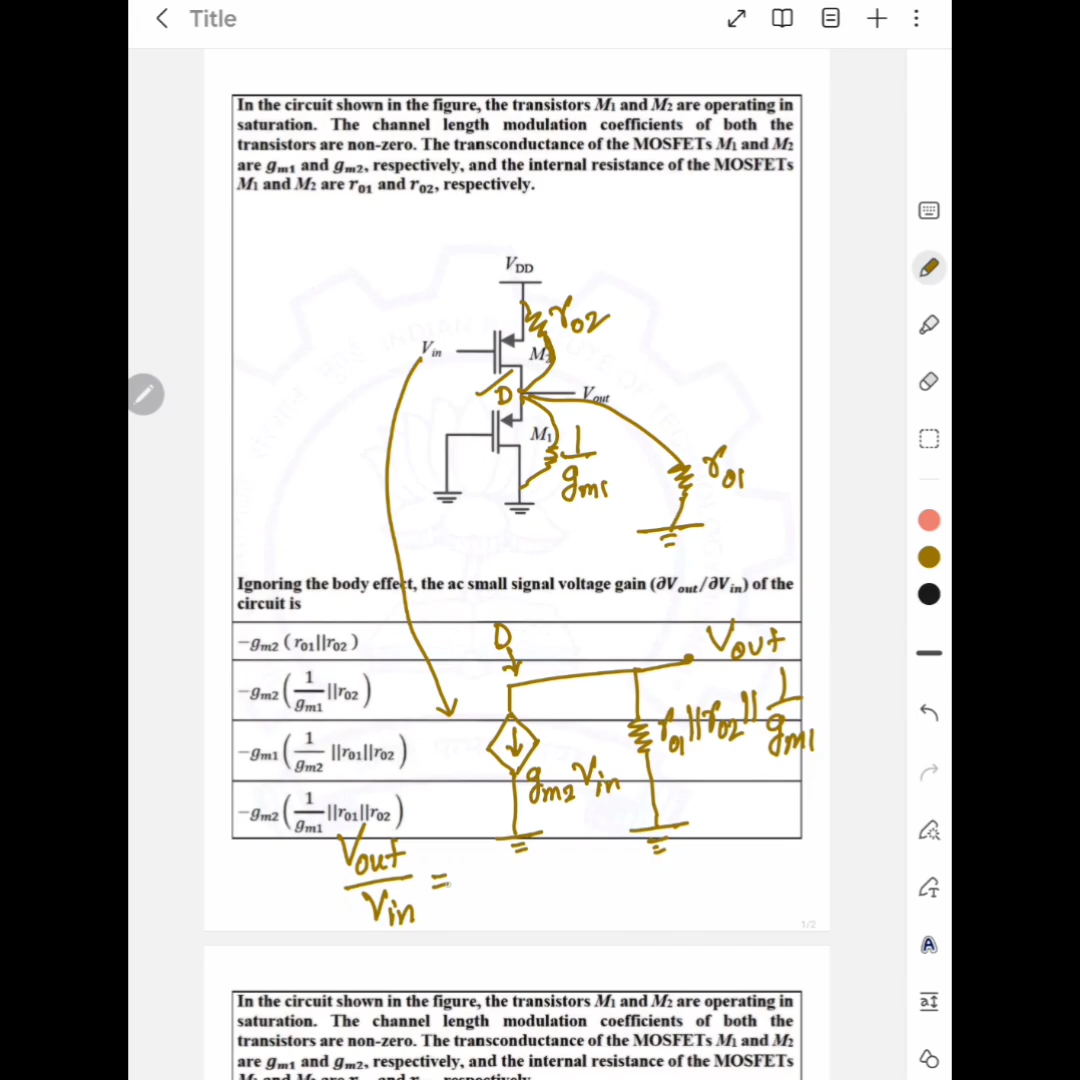 Title
In the circuit shown in the figure, the transistors M₁ and M₂ are operating in
saturation. The channel length modulation coefficients of both the
transistors are non-zero. The transconductance of the MOSFETs M₁ and M₂
are gm1 and gm2, respectively, and the internal resistance of the MOSFETs
M₁ and M₂ are r01 and r02, respectively.
VDD
r02
Vin
M₂
D
Vout
M₁
1/gm1
r01
Ignoring the body effect, the ac small signal voltage gain (∂Vout/∂Vin) of the
circuit is
−gm2 (r01||r02)
D
Vout
−gm2 (1/gm1 ||r02)
r01||r02||1/gm1
−gm1 (1/gm2 ||r01||r02)
gm2 Vin
−gm2 (1/gm1 ||r01||r02)
Vout/Vin =
1/2
In the circuit shown in the figure, the transistors M₁ and M₂ are operating in
saturation. The channel length modulation coefficients of both the
transistors are non-zero. The transconductance of the MOSFETs M₁ and M₂
are gm1 and gm2, respectively, and the internal resistance of the MOSFETs